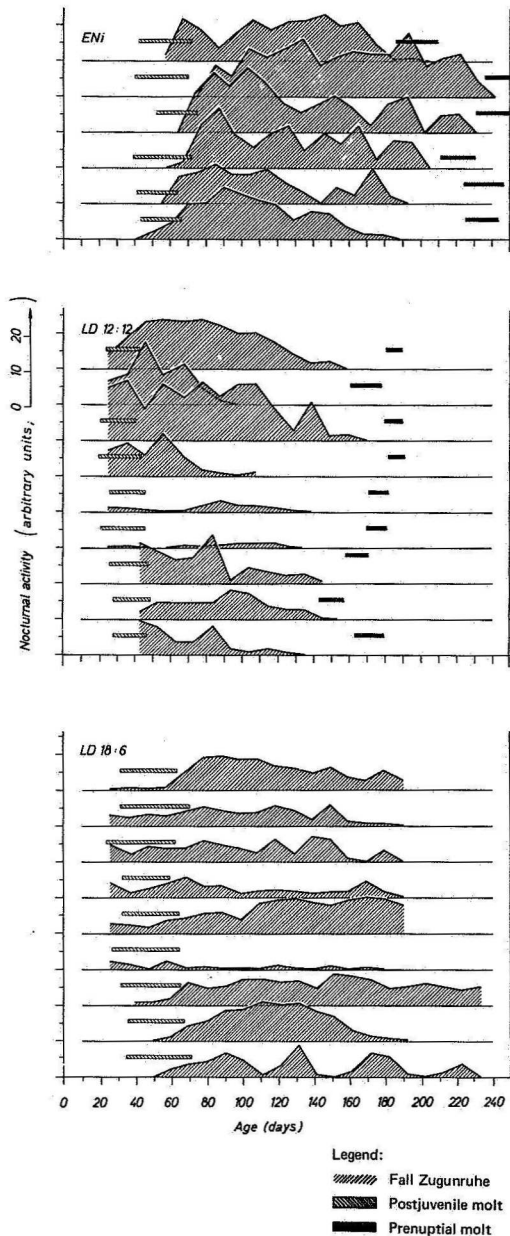 ENi
LD 12:12
20
10
0
Nocturnal activity (arbitrary units; )
LD 18:6
0 20 40 60 80 100 120 140 160 180 200 220 240
Age (days)
Legend:
Fall Zugunruhe
Postjuvenile molt
Prenuptial molt